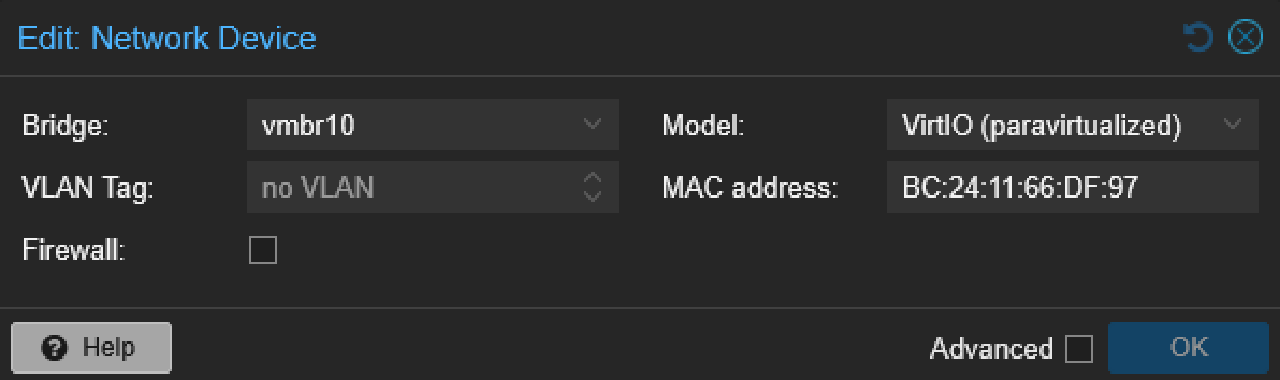 Edit: Network Device
Bridge: vmbr10 Model: VirtIO (paravirtualized)
VLAN Tag: no VLAN MAC address: BC:24:11:66:DF:97
Firewall:
Help Advanced OK